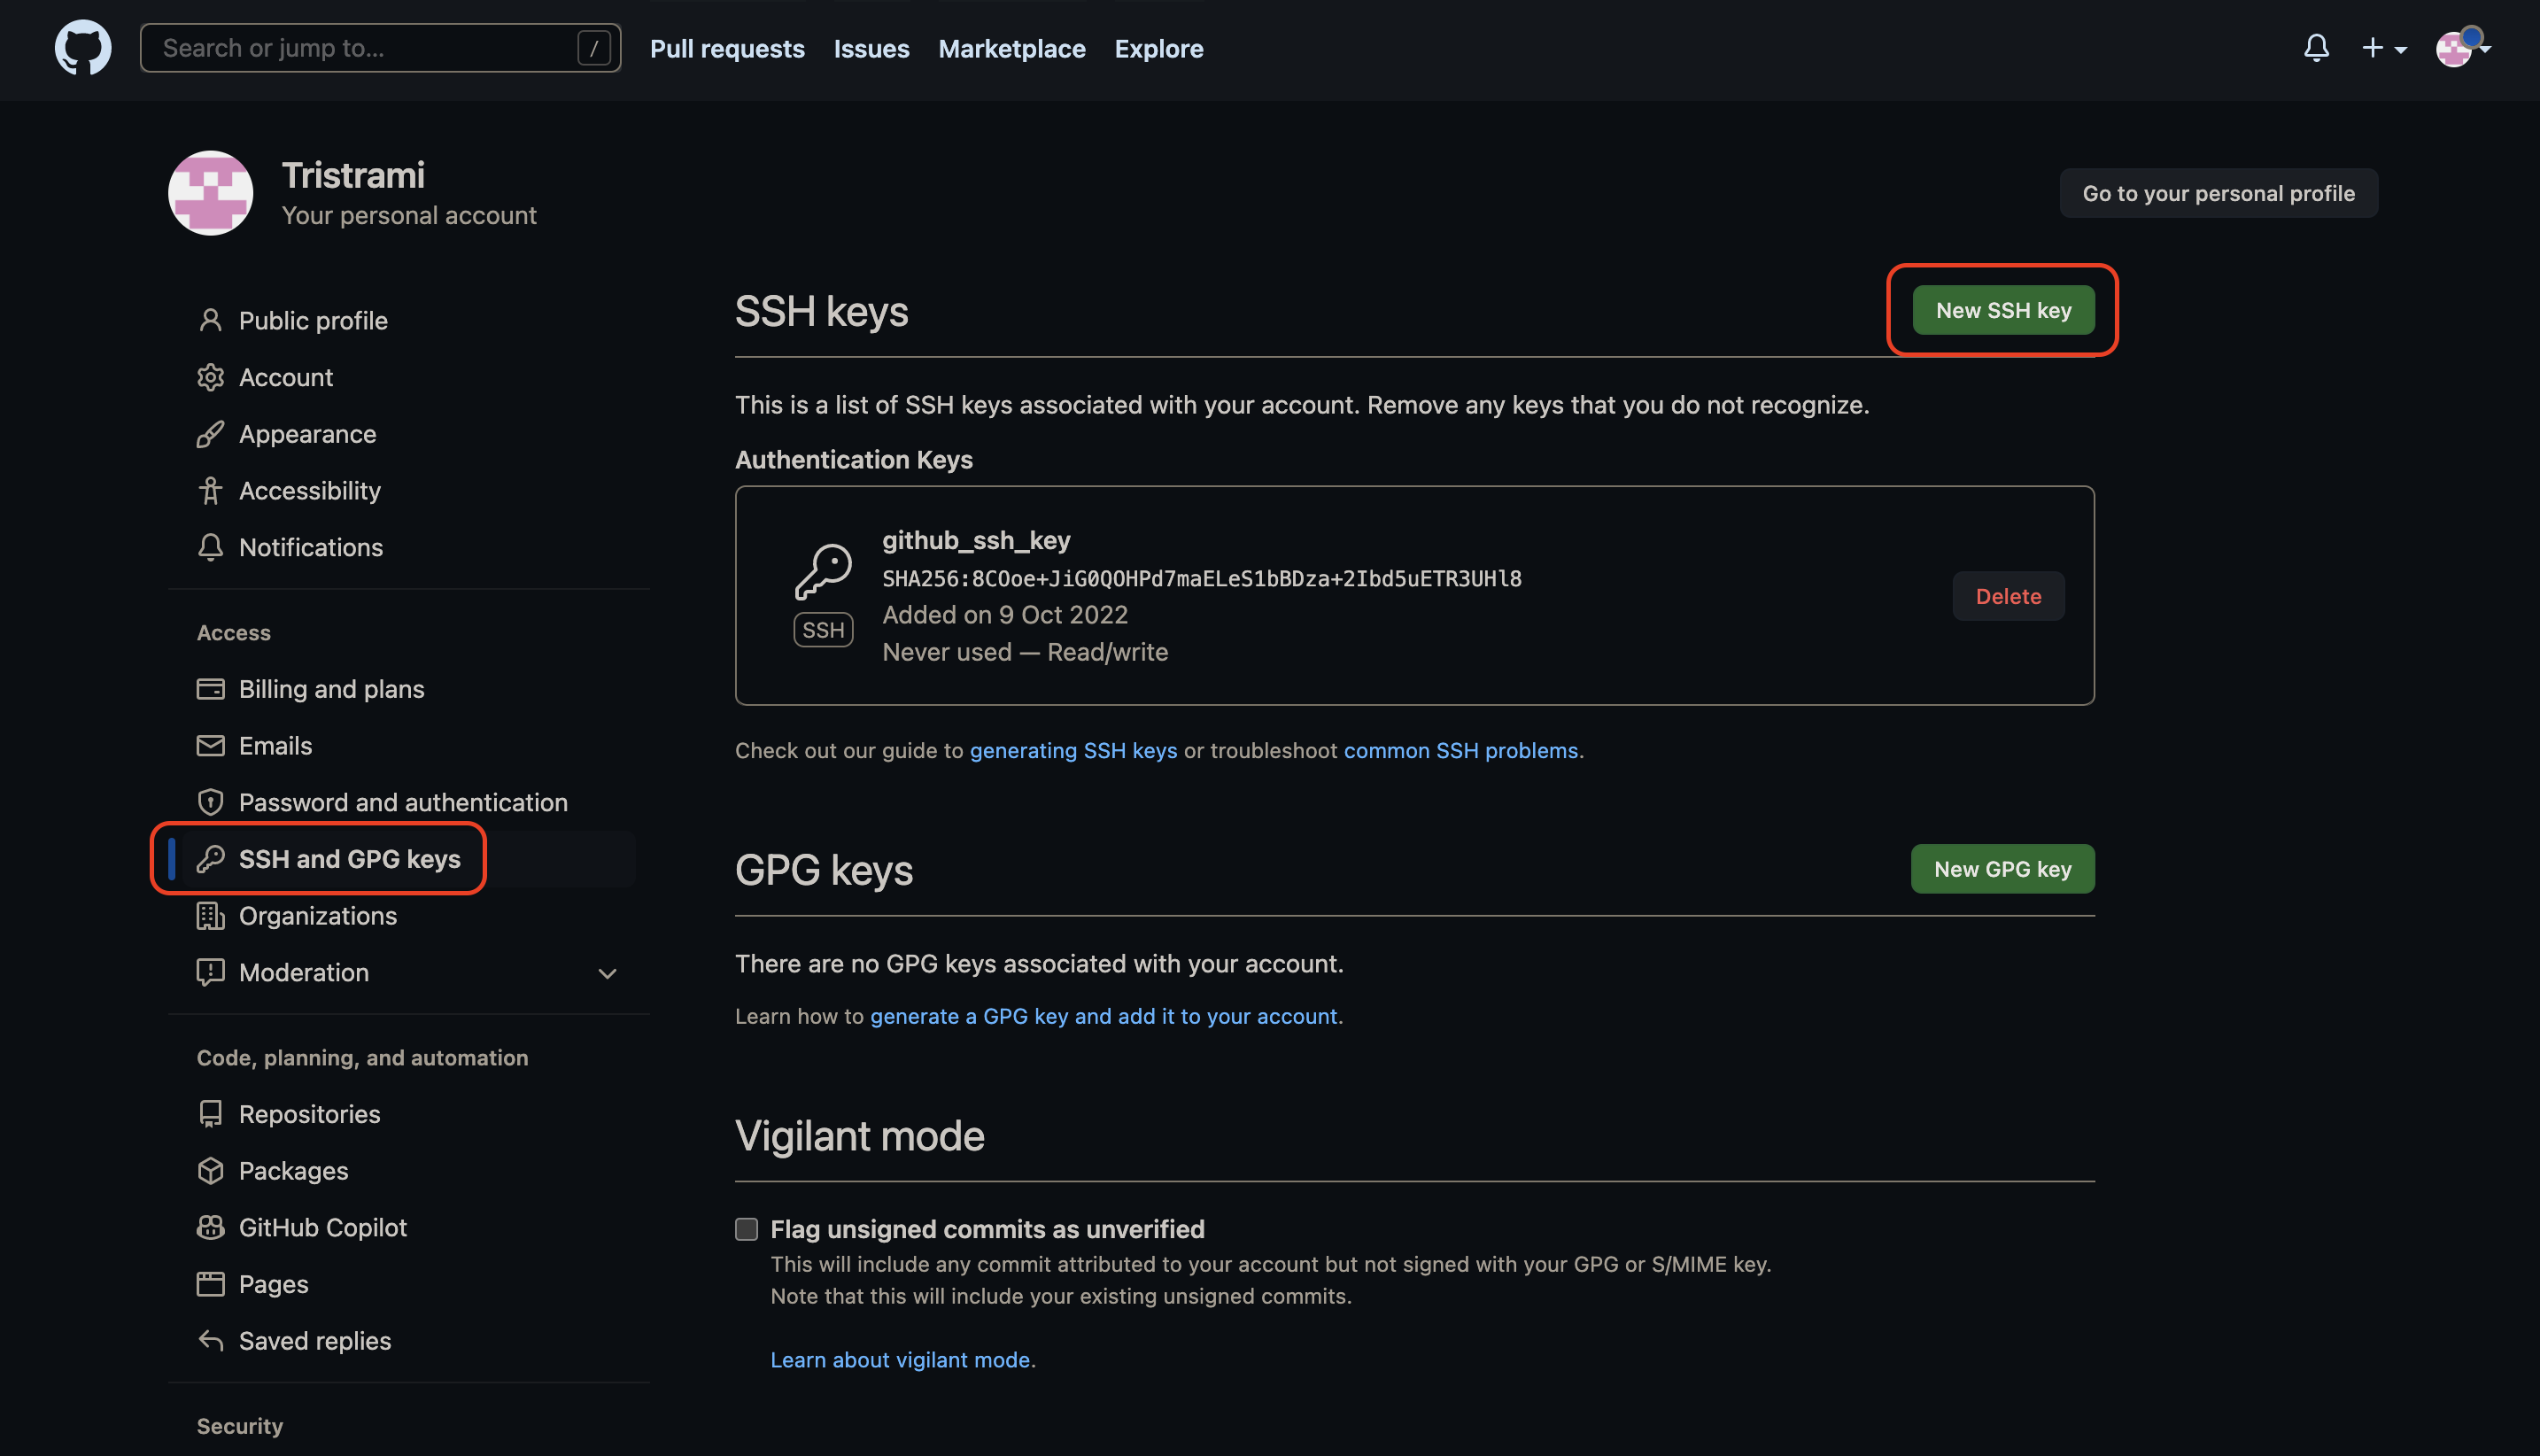 Search or jump to... /
Pull requests
Issues
Marketplace
Explore
Tristrami
Your personal account
Go to your personal profile
Public profile
Account
Appearance
Accessibility
Notifications
Access
Billing and plans
Emails
Password and authentication
SSH and GPG keys
Organizations
Moderation
Code, planning, and automation
Repositories
Packages
GitHub Copilot
Pages
Saved replies
Security
SSH keys
New SSH key
This is a list of SSH keys associated with your account. Remove any keys that you do not recognize.
Authentication Keys
github_ssh_key
SHA256:8COoe+JiG0QOHPd7maELeS1bBDza+2Ibd5uETR3UHl8
Added on 9 Oct 2022
Never used — Read/write
SSH
Delete
Check out our guide to generating SSH keys or troubleshoot common SSH problems.
GPG keys
New GPG key
There are no GPG keys associated with your account.
Learn how to generate a GPG key and add it to your account.
Vigilant mode
Flag unsigned commits as unverified
This will include any commit attributed to your account but not signed with your GPG or S/MIME key.
Note that this will include your existing unsigned commits.
Learn about vigilant mode.